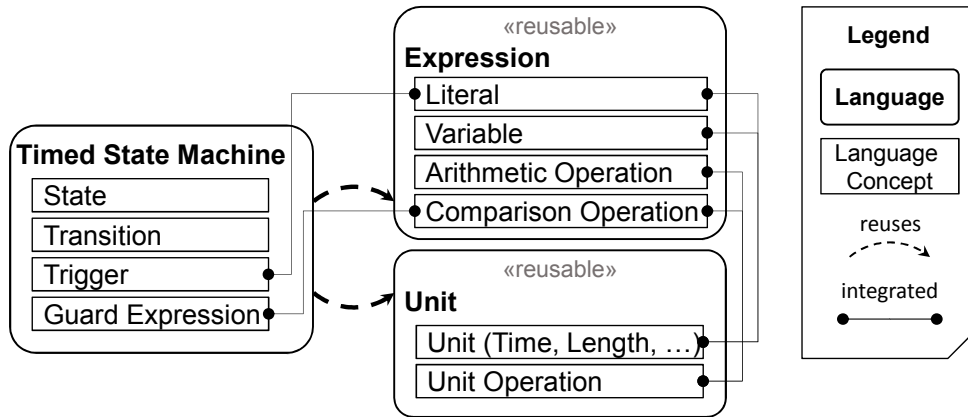 Timed State Machine
State
Transition
Trigger
Guard Expression
«reusable»
Expression
Literal
Variable
Arithmetic Operation
Comparison Operation
«reusable»
Unit
Unit (Time, Length, …)
Unit Operation
Legend
Language
Language
Concept
reuses
integrated